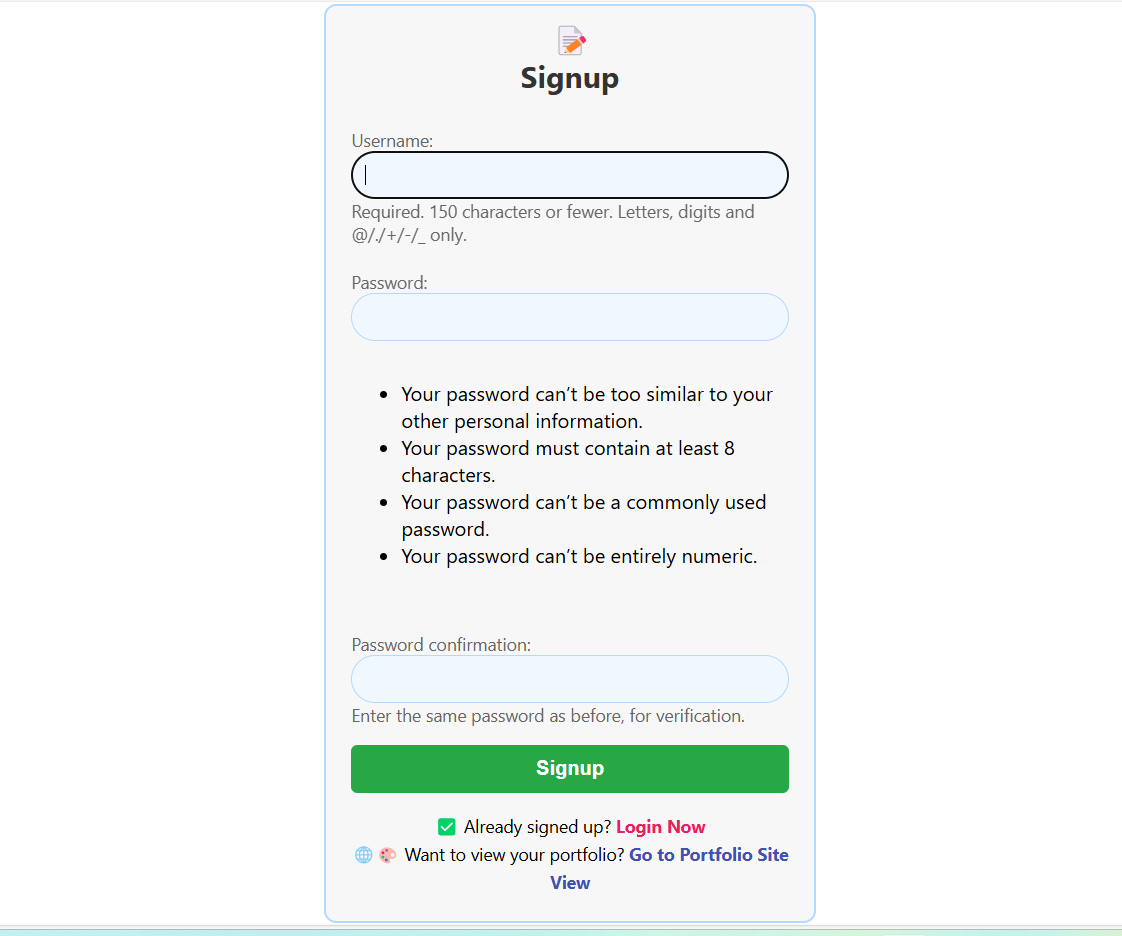 Signup
Username:
Required. 150 characters or fewer. Letters, digits and
@/./+/-/_ only.
Password:
Your password can’t be too similar to your
other personal information.
Your password must contain at least 8
characters.
Your password can’t be a commonly used
password.
Your password can’t be entirely numeric.
Password confirmation:
Enter the same password as before, for verification.
Signup
Already signed up? Login Now
Want to view your portfolio? Go to Portfolio Site
View